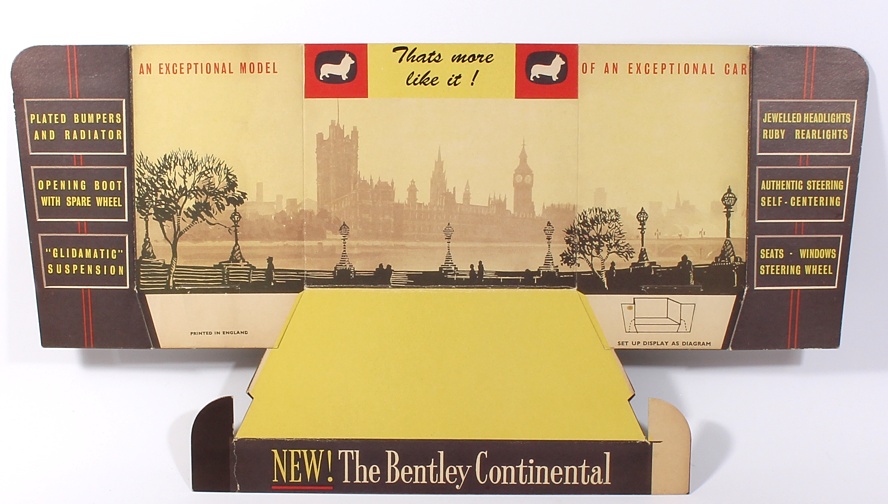 AN EXCEPTIONAL MODEL
Thats more
like it !
OF AN EXCEPTIONAL CAR
PLATED BUMPERS
AND RADIATOR
OPENING BOOT
WITH SPARE WHEEL
"GLIDAMATIC"
SUSPENSION
JEWELLED HEADLIGHTS
RUBY REARLIGHTS
AUTHENTIC STEERING
SELF-CENTERING
SEATS - WINDOWS
STEERING WHEEL
PRINTED IN ENGLAND
SET UP DISPLAY AS DIAGRAM
NEW! The Bentley Continental